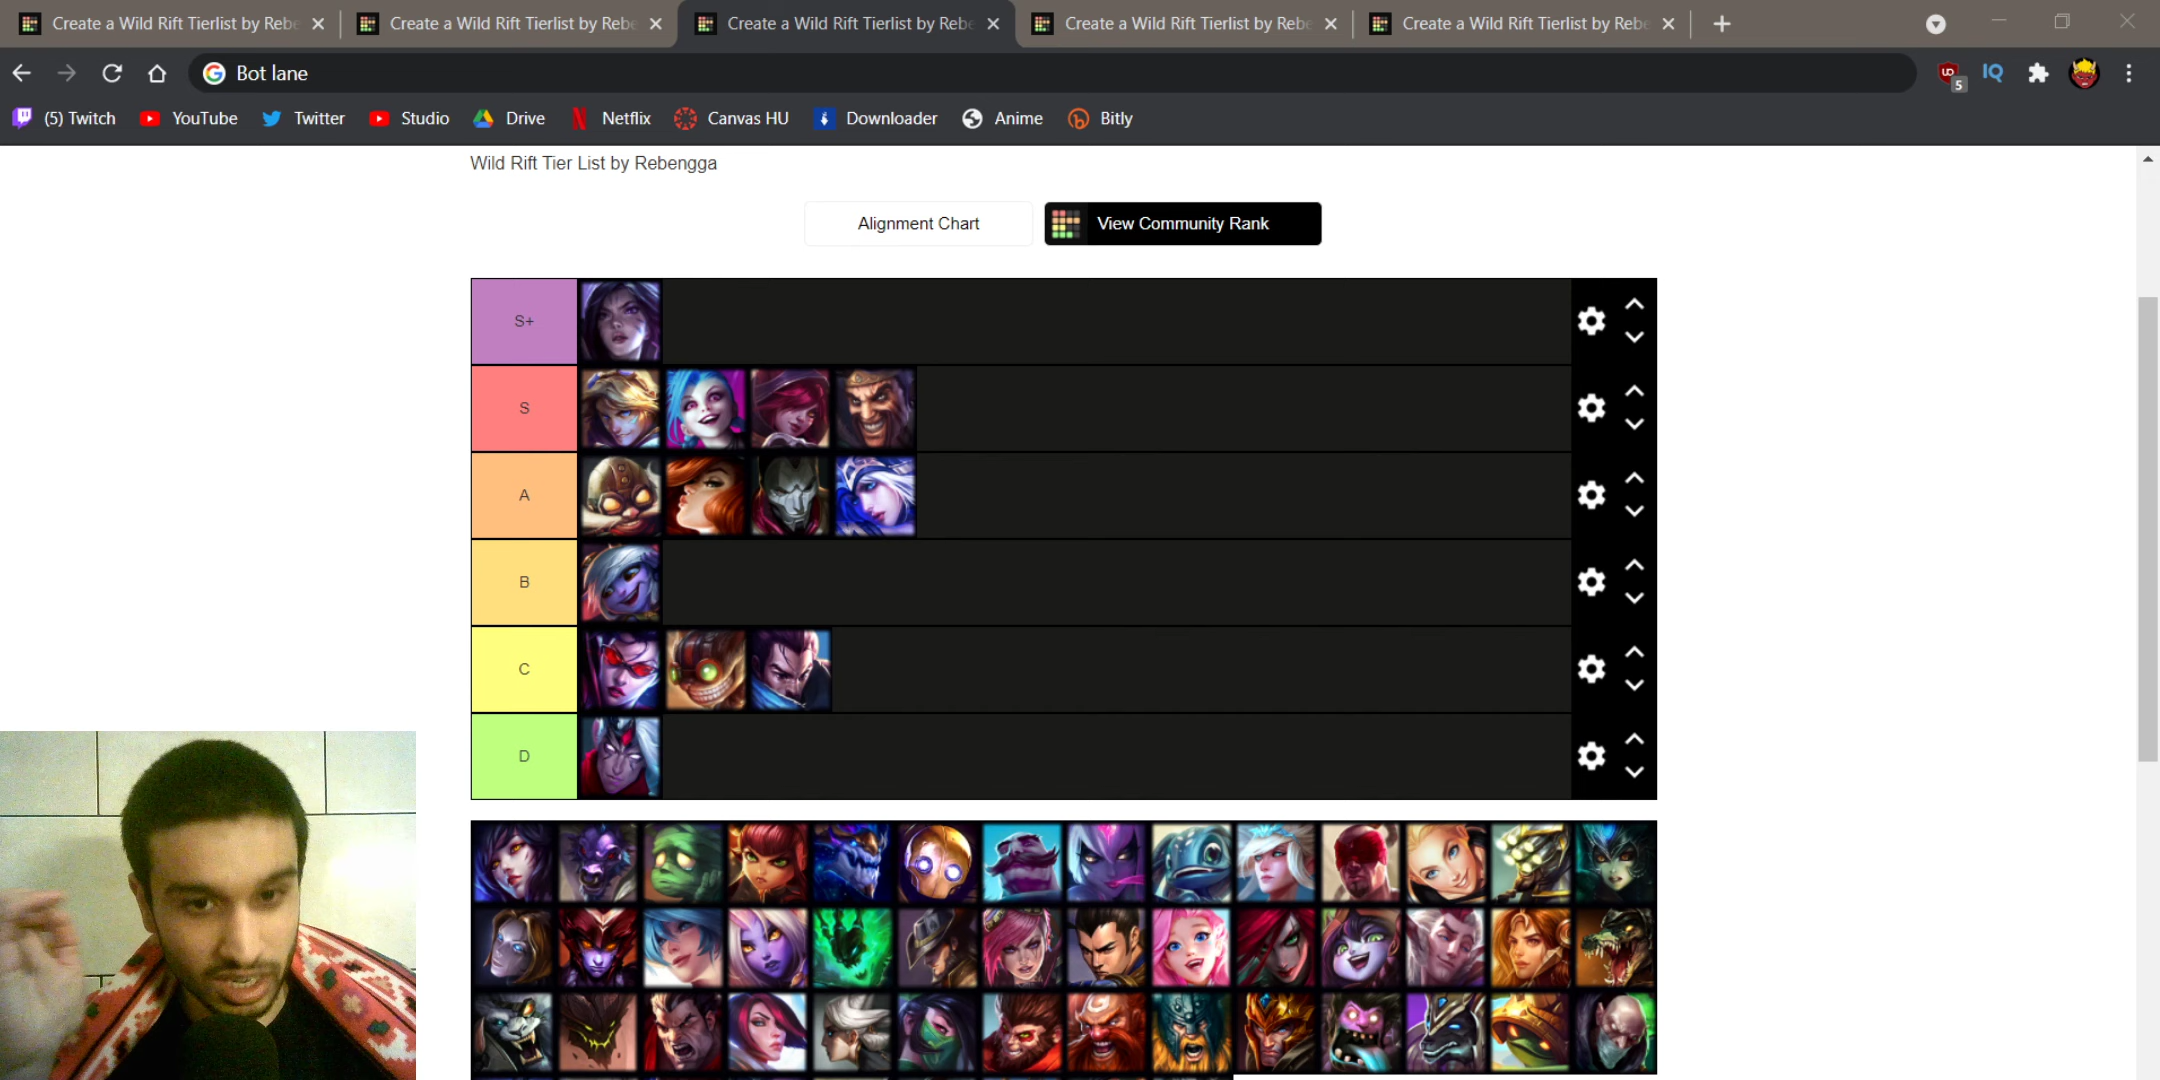 Create a Wild Rift Tierlist by Rebe
Create a Wild Rift Tierlist by Rebe
Create a Wild Rift Tierlist by Rebe
Create a Wild Rift Tierlist by Rebe
Create a Wild Rift Tierlist by Rebe
Bot lane
5
IQ
(5) Twitch
YouTube
Twitter
Studio
Drive
Netflix
Canvas HU
Downloader
Anime
Bitly
Wild Rift Tier List by Rebengga
Alignment Chart
View Community Rank
S+
S
A
B
C
D